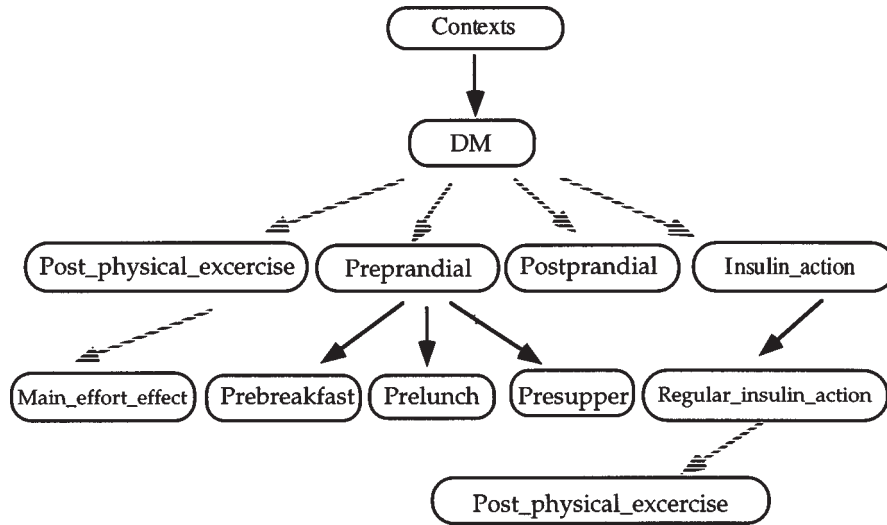 Contexts
DM
Post_physical_excercise
Preprandial
Postprandial
Insulin_action
Main_effort_effect
Prebreakfast
Prelunch
Presupper
Regular_insulin_action
Post_physical_excercise